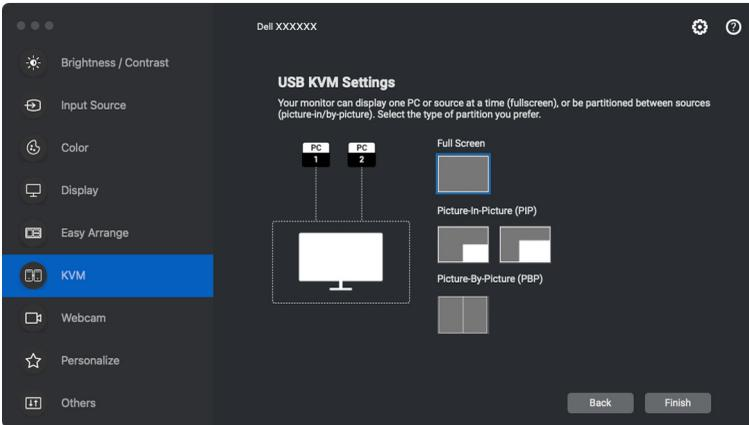 Dell XXXXXX
Brightness / Contrast
Input Source
Color
Display
Easy Arrange
KVM
Webcam
Personalize
Others
USB KVM Settings
Your monitor can display one PC or source at a time (fullscreen), or be partitioned between sources
(picture-in/by-picture). Select the type of partition you prefer.
PC
1
PC
2
Full Screen
Picture-In-Picture (PIP)
Picture-By-Picture (PBP)
Back
Finish